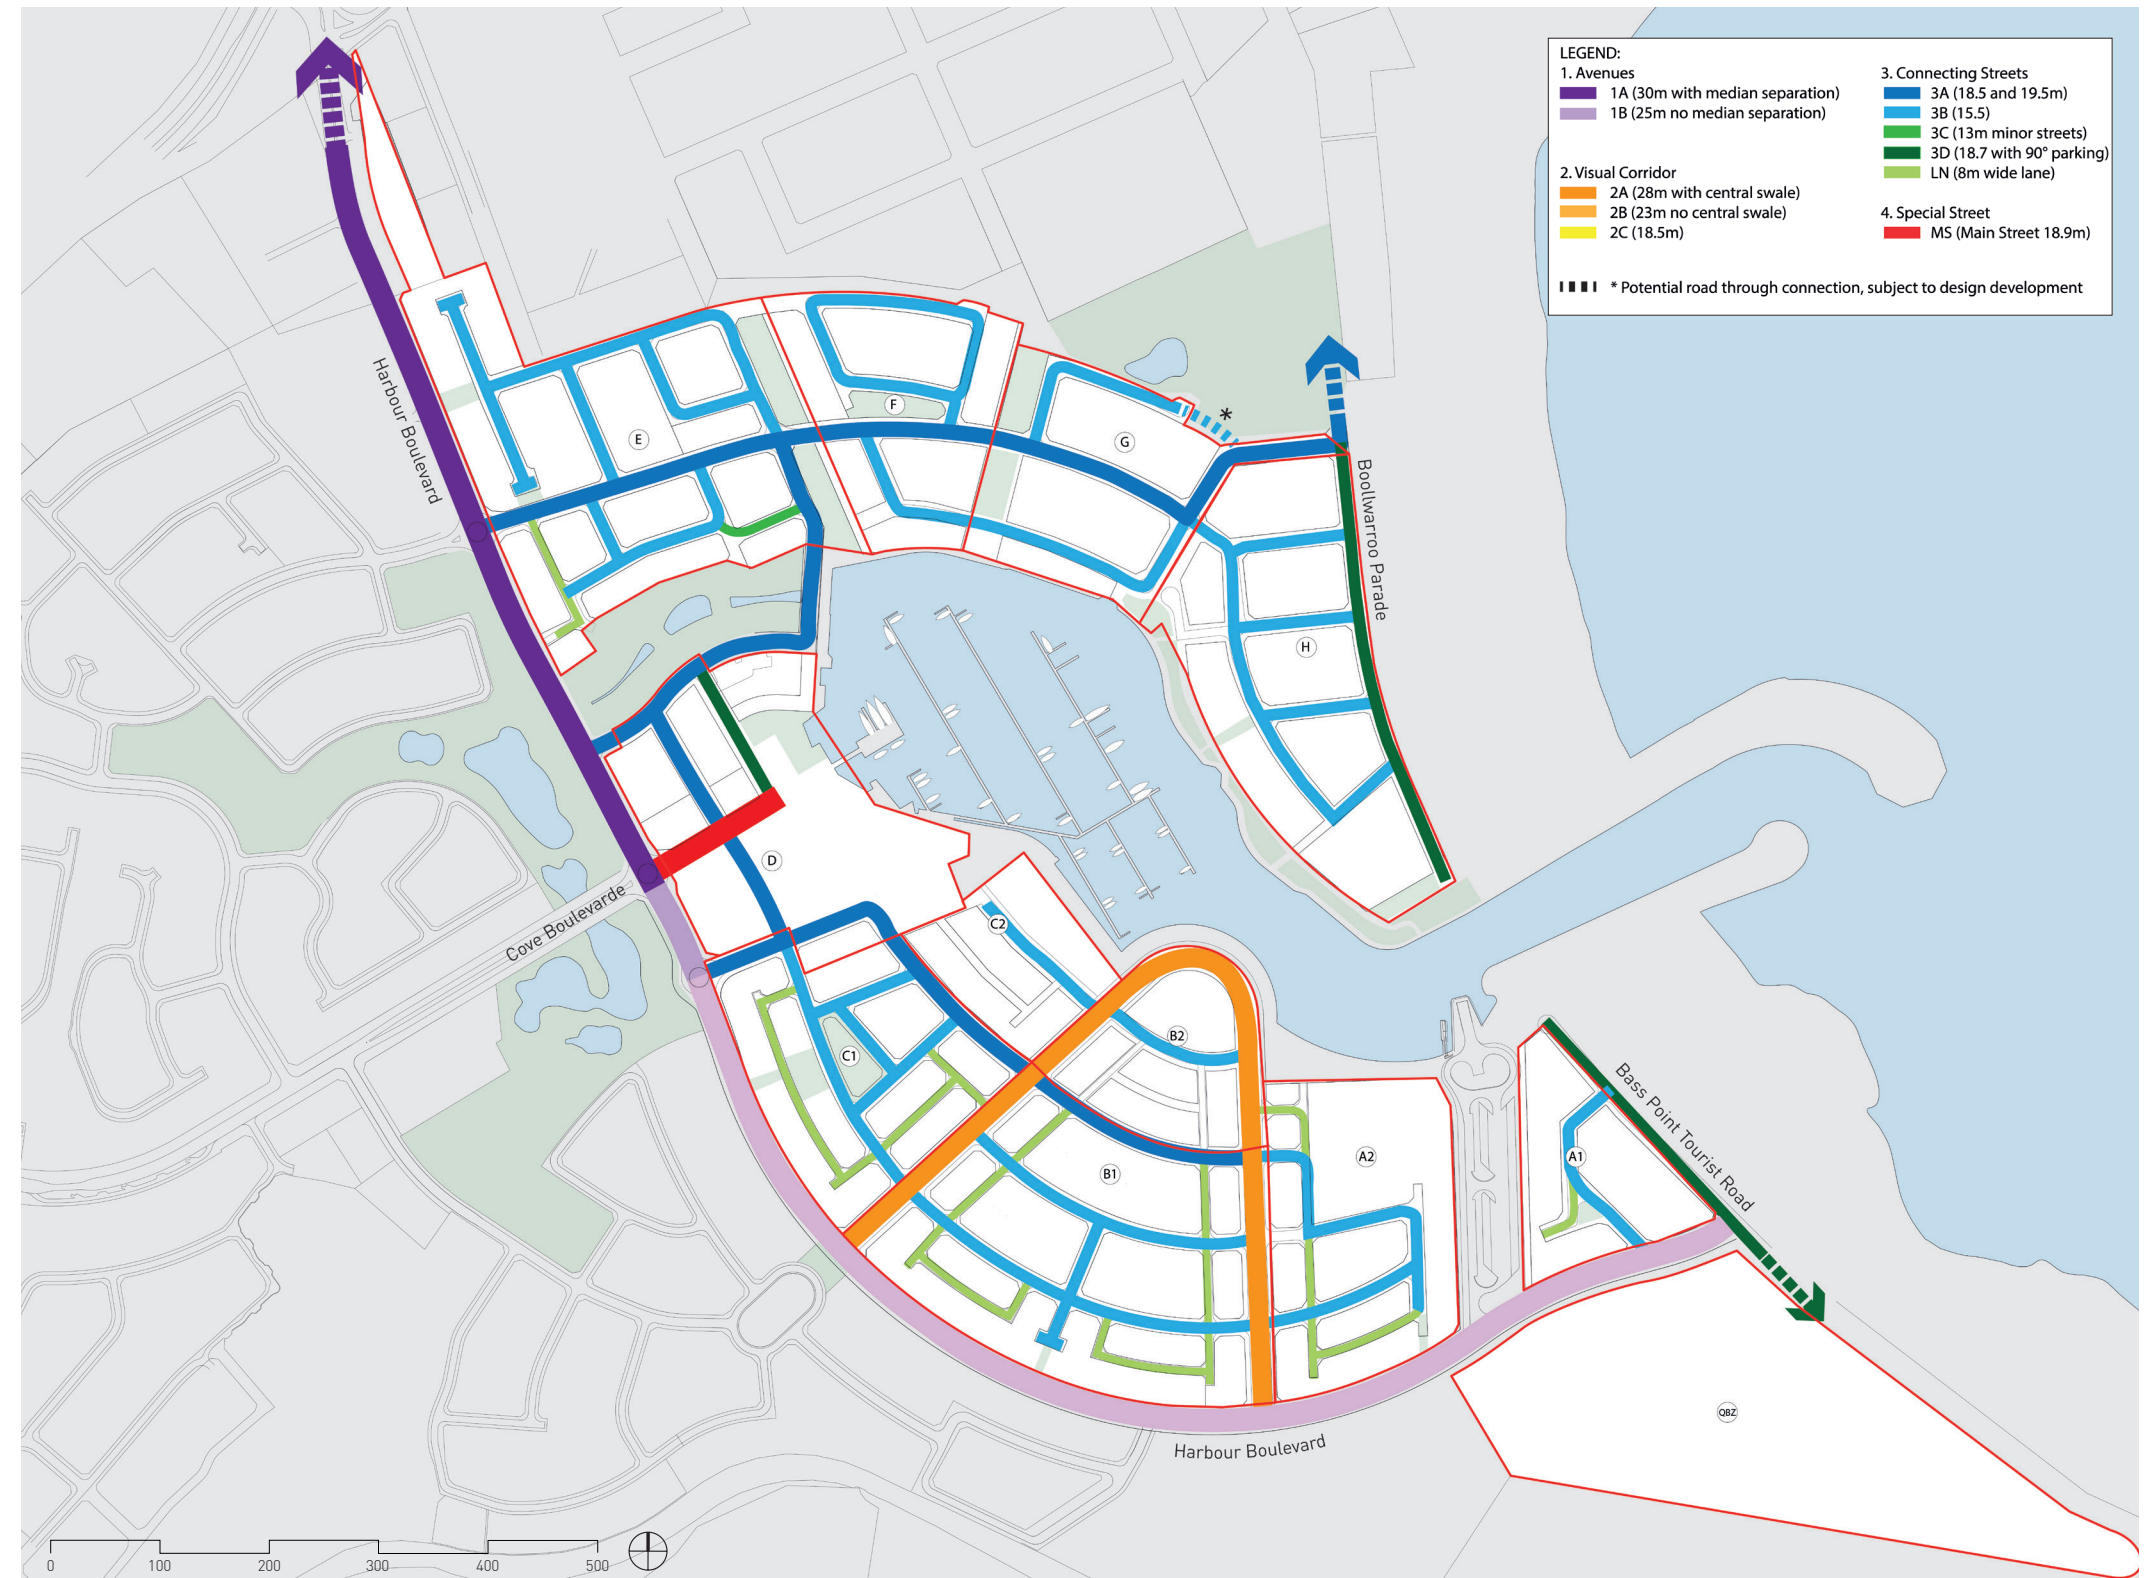 LEGEND:
1. Avenues
1A (30m with median separation)
1B (25m no median separation)
2. Visual Corridor
2A (28m with central swale)
2B (23m no central swale)
2C (18.5m)
3. Connecting Streets
3A (18.5 and 19.5m)
3B (15.5)
3C (13m minor streets)
3D (18.7 with 90° parking)
LN (8m wide lane)
4. Special Street
MS (Main Street 18.9m)
* Potential road through connection, subject to design development
Harbour Boulevard
F
*
E
G
Boollwarroo Parade
H
D
Cove Boulevarde
C2
B2
C1
Bass Point Tourist Road
A2
A1
B1
QBZ
Harbour Boulevard
0 100 200 300 400 500